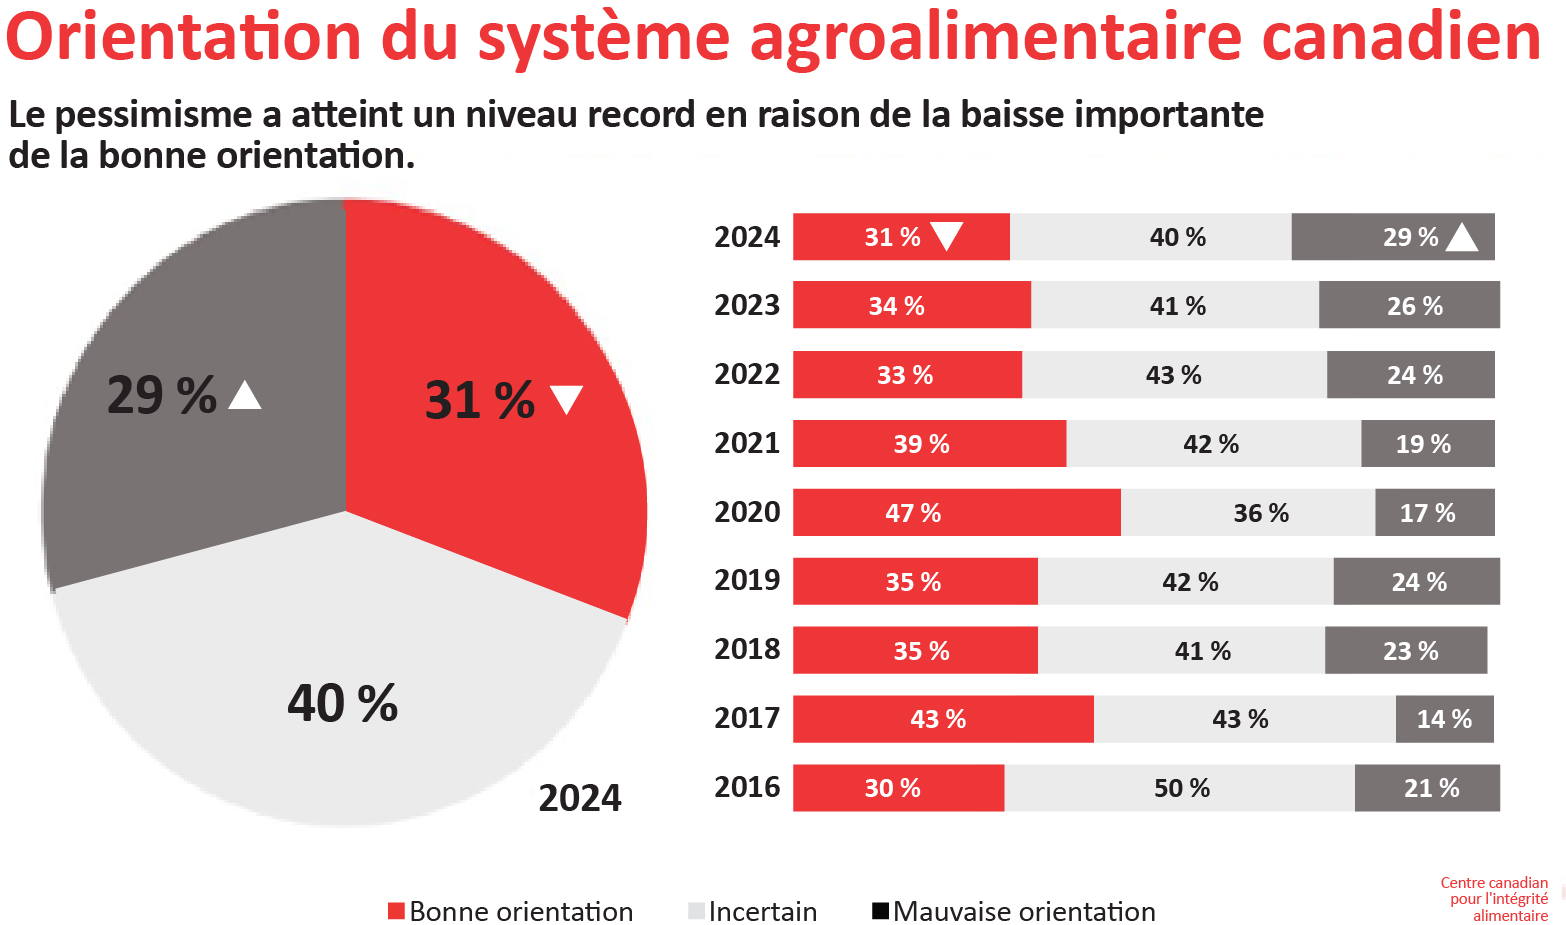 Orientation du système agroalimentaire canadien
Le pessimisme a atteint un niveau record en raison de la baisse importante
de la bonne orientation.
29 %
31 %
40 %
2024
2024 31 % 40 % 29 %
2023 34 % 41 % 26 %
2022 33 % 43 % 24 %
2021 39 % 42 % 19 %
2020 47 % 36 % 17 %
2019 35 % 42 % 24 %
2018 35 % 41 % 23 %
2017 43 % 43 % 14 %
2016 30 % 50 % 21 %
Bonne orientation Incertain Mauvaise orientation
Centre canadian
pour l'intégrité
alimentaire